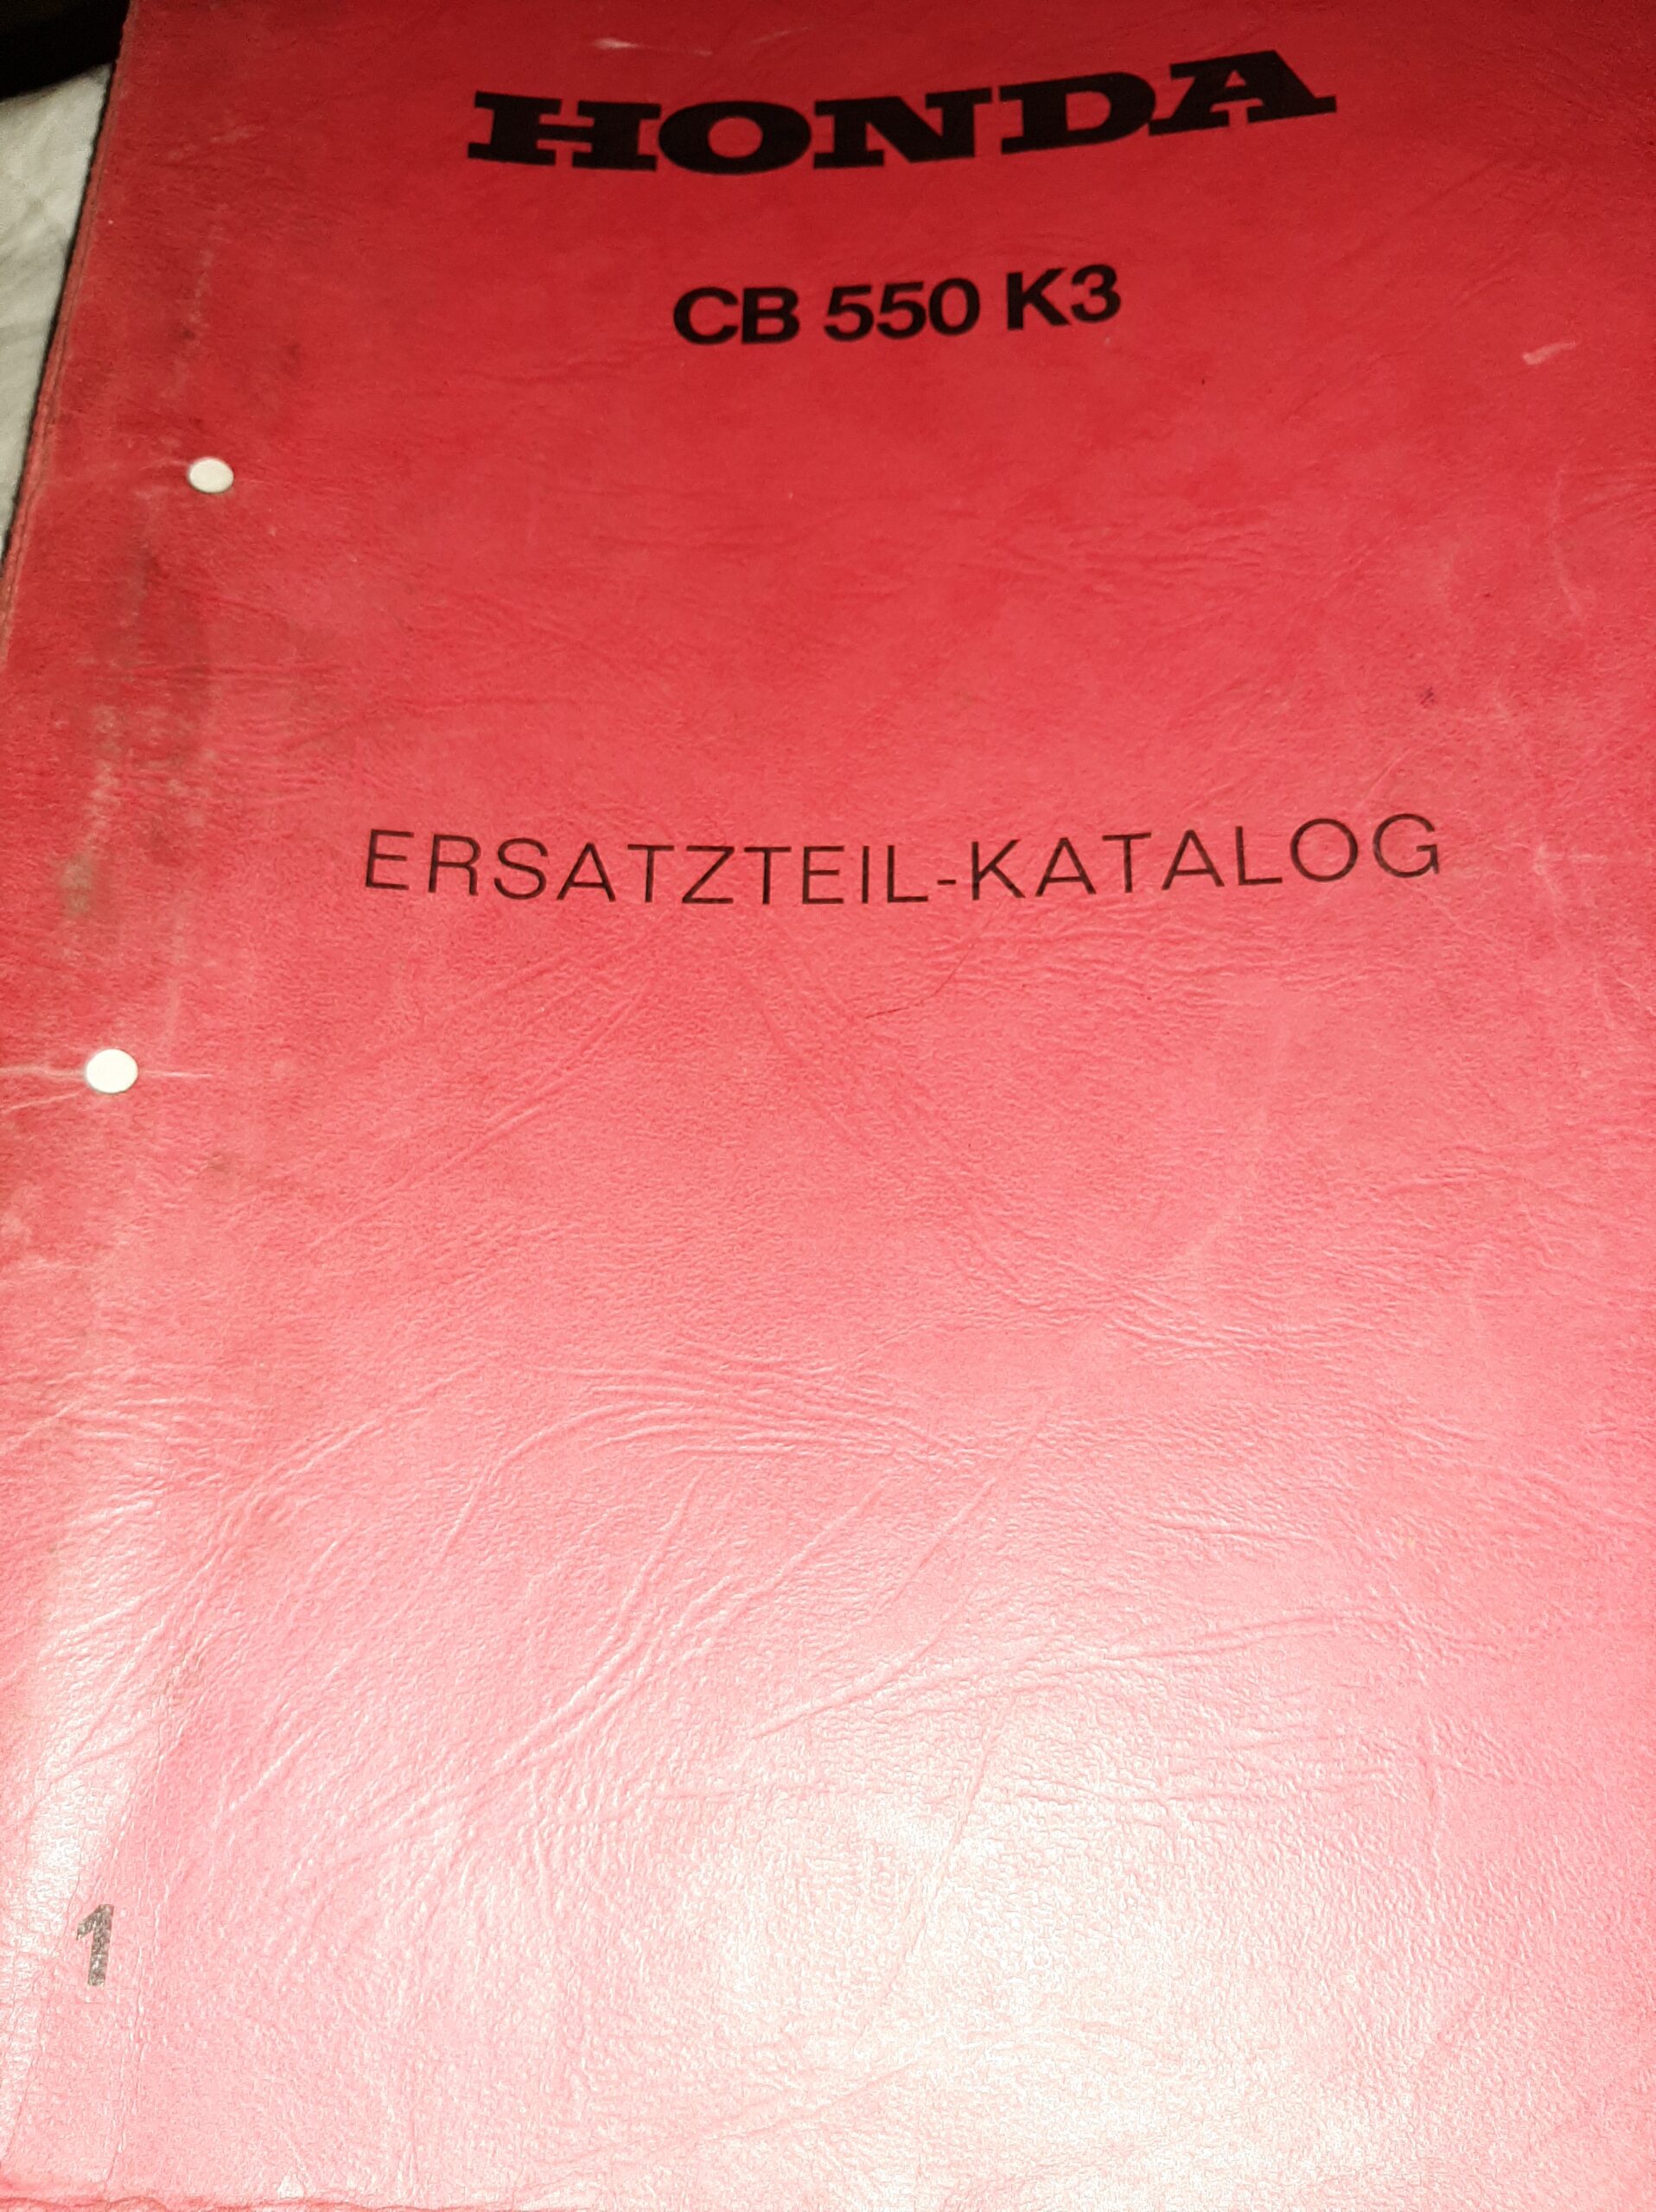 HONDA
CB 550 K3
ERSATZTEIL-KATALOG
1